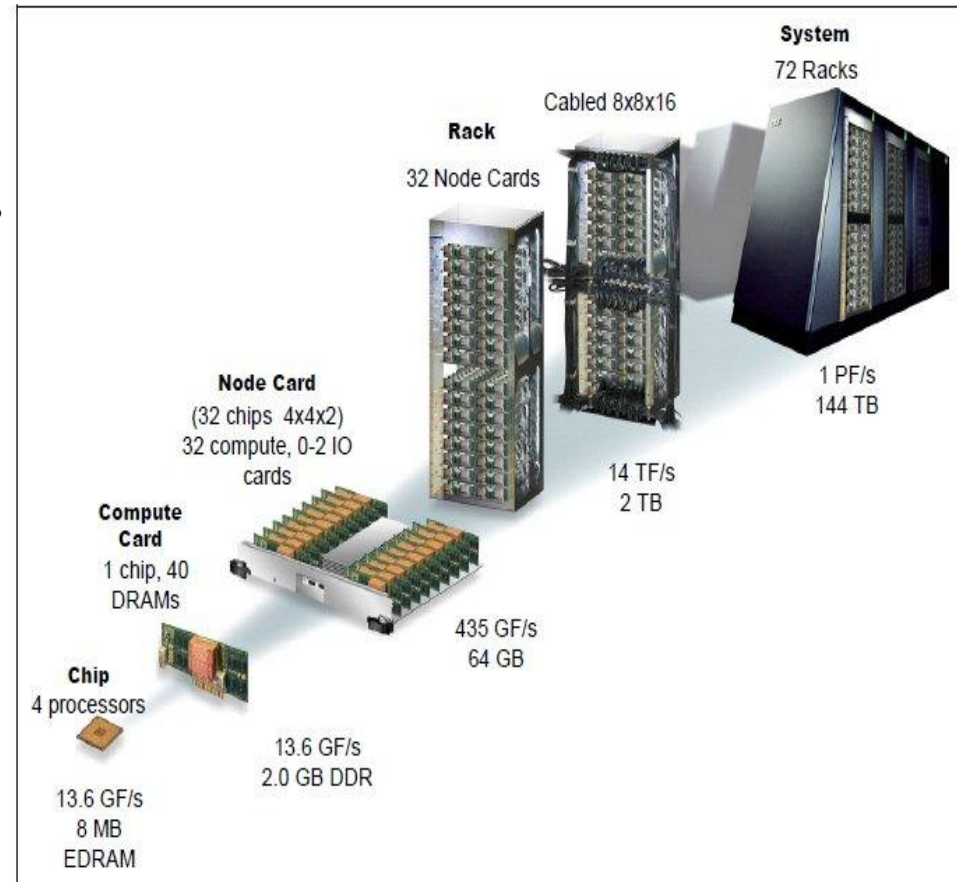 System
72 Racks
Cabled 8x8x16
Rack
32 Node Cards
1 PF/s
144 TB
Node Card
(32 chips 4x4x2)
32 compute, 0-2 IO
cards
14 TF/s
2 TB
Compute
Card
1 chip, 40
DRAMs
435 GF/s
64 GB
Chip
4 processors
13.6 GF/s
2.0 GB DDR
13.6 GF/s
8 MB
EDRAM